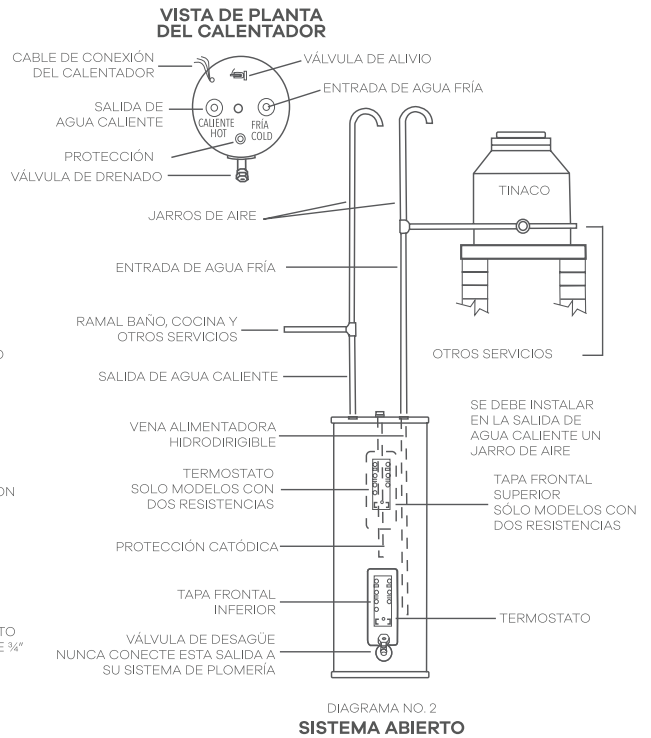 VISTA DE PLANTA
DEL CALENTADOR
CABLE DE CONEXIÓN
DEL CALENTADOR
VÁLVULA DE ALIVIO
ENTRADA DE AGUA FRÍA
SALIDA DE
AGUA CALIENTE
CALIENTE
HOT
FRÍA
COLD
PROTECCIÓN
VÁLVULA DE DRENADO
TINACO
JARROS DE AIRE
ENTRADA DE AGUA FRÍA
RAMAL BAÑO, COCINA Y
OTROS SERVICIOS
OTROS SERVICIOS
SALIDA DE AGUA CALIENTE
SE DEBE INSTALAR
EN LA SALIDA DE
AGUA CALIENTE UN
JARRO DE AIRE
VENA ALIMENTADORA
HIDRODIRIGIBLE
TERMOSTATO
SOLO MODELOS CON
DOS RESISTENCIAS
TAPA FRONTAL
SUPERIOR
SÓLO MODELOS CON
DOS RESISTENCIAS
PROTECCIÓN CATÓDICA
TAPA FRONTAL
INFERIOR
TERMOSTATO
VÁLVULA DE DESAGÜE
NUNCA CONECTE ESTA SALIDA A
SU SISTEMA DE PLOMERÍA
O
ON
TO
E ¾"
DIAGRAMA NO. 2
SISTEMA ABIERTO